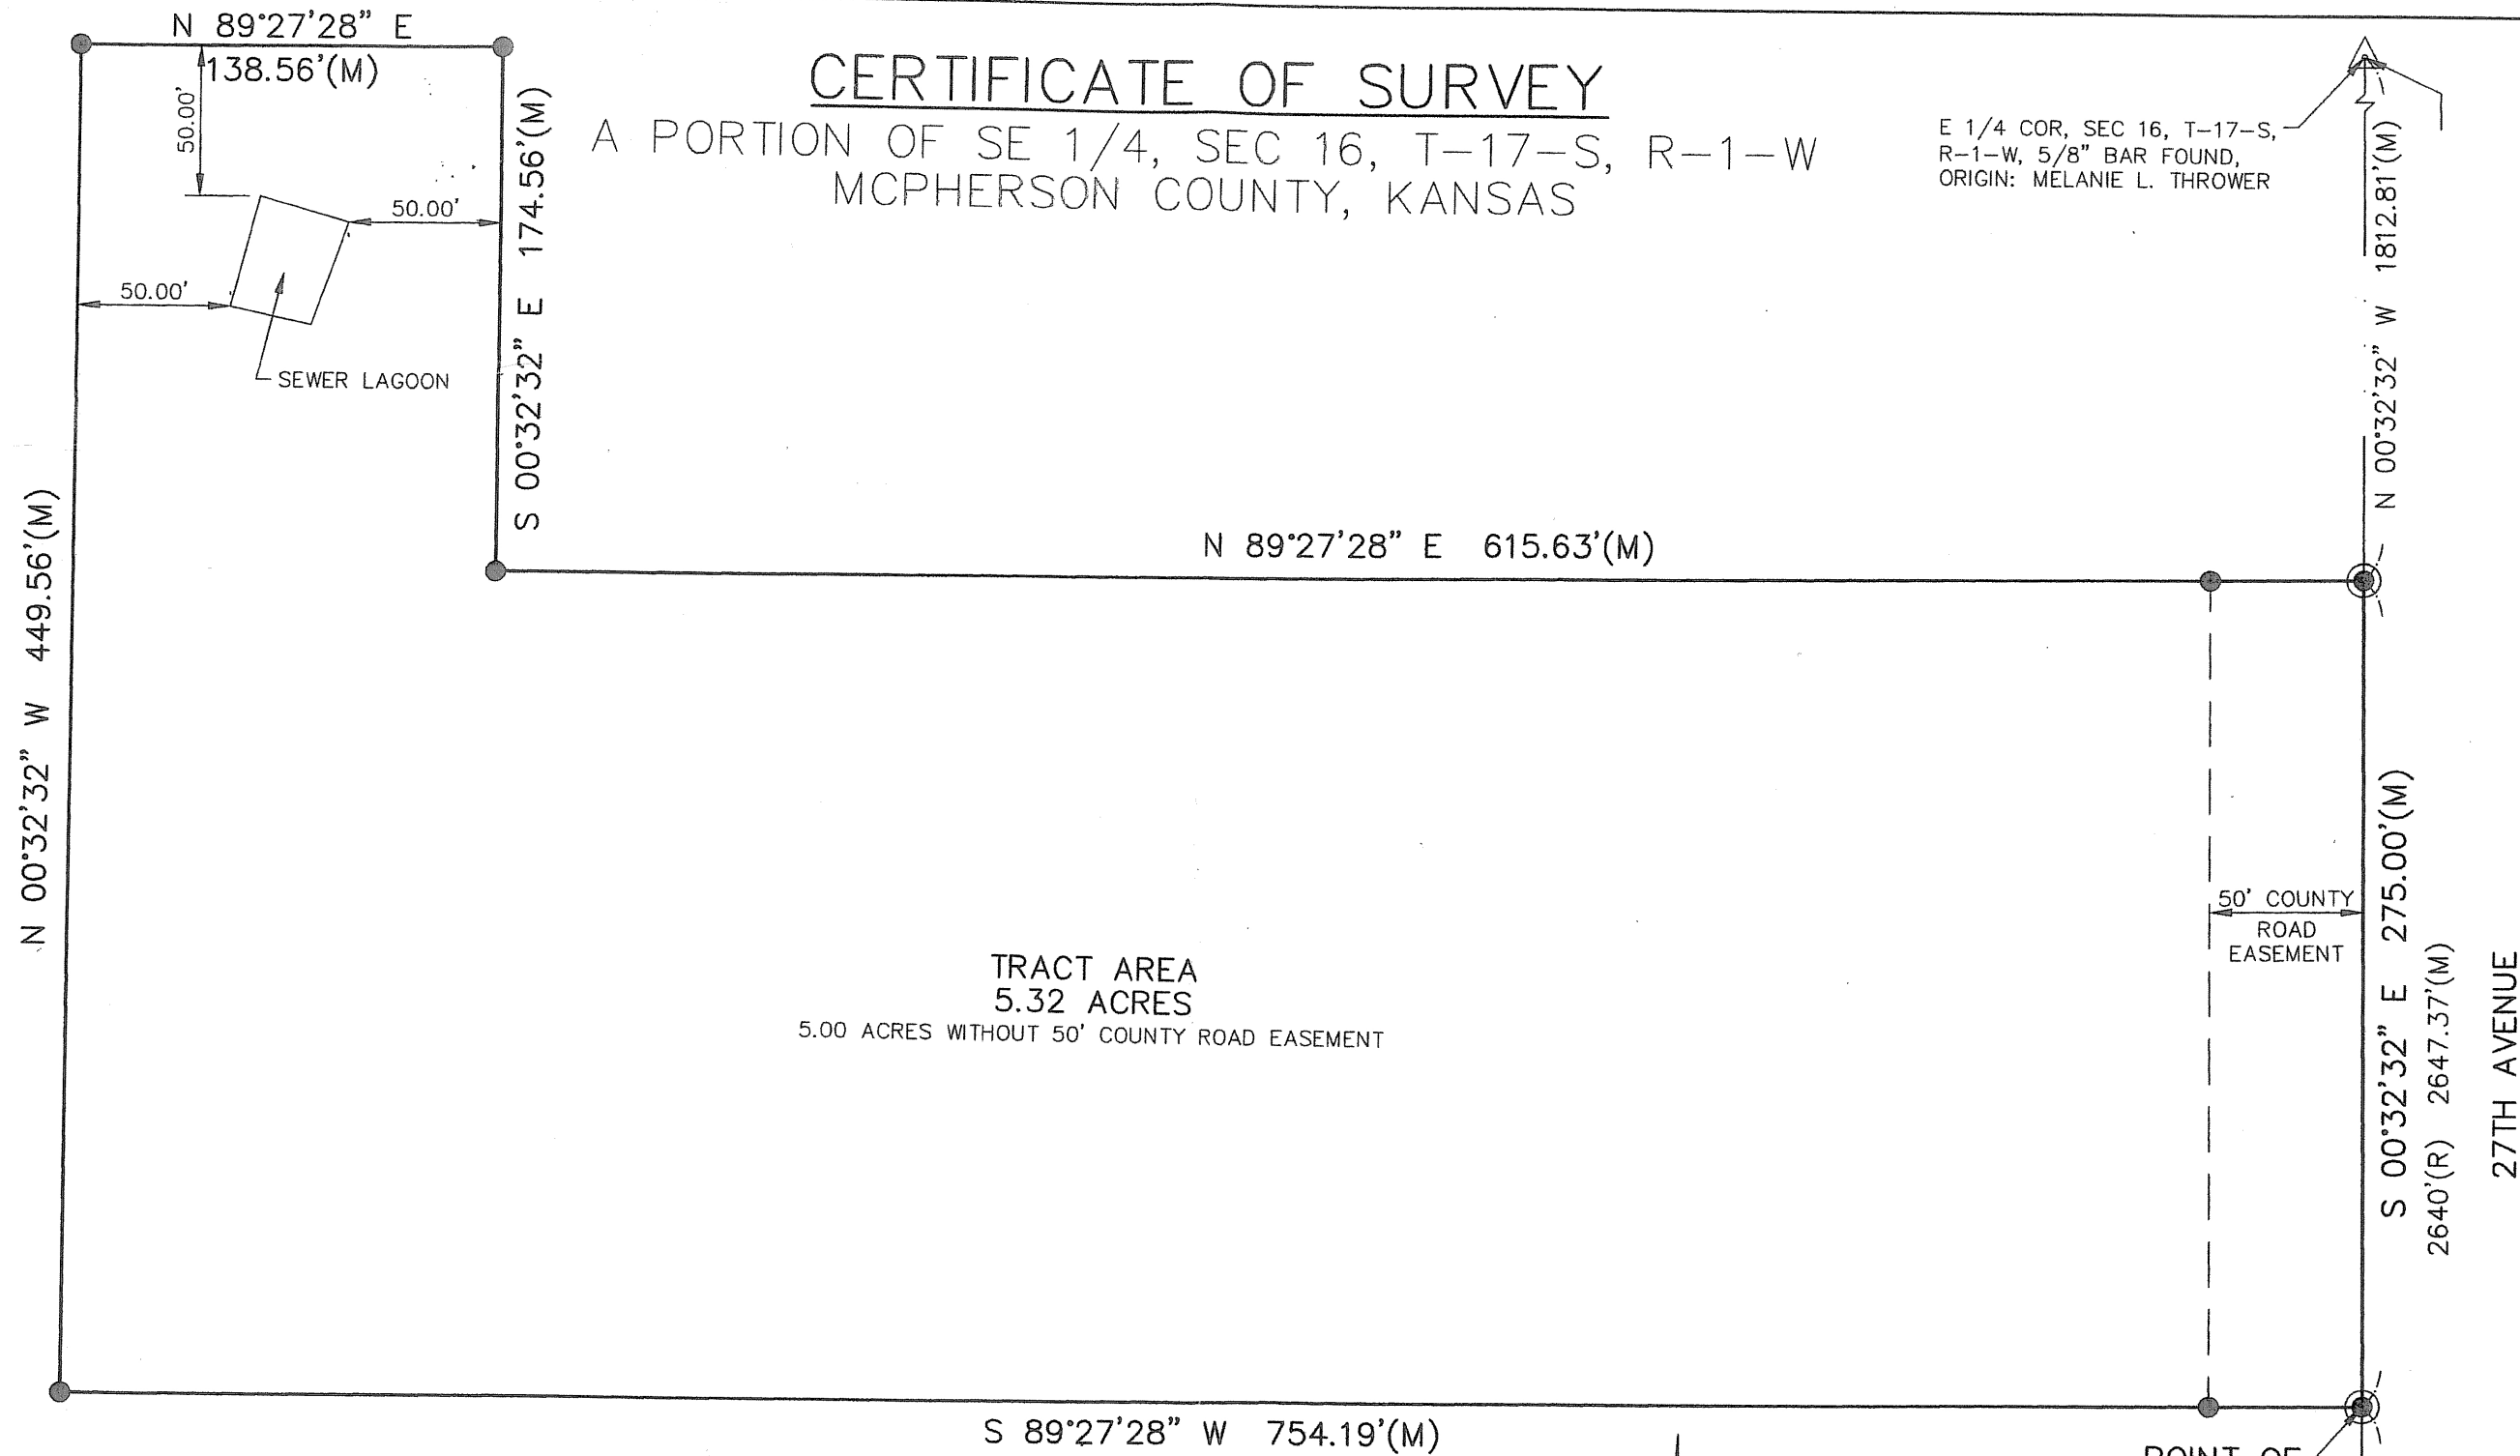 N 89°27'28" E
138.56'(M)
50.00'
50.00'
50.00'
SEWER LAGOON
S 00°32'32" E 174.56'(M)
CERTIFICATE OF SURVEY
A PORTION OF SE 1/4, SEC 16, T-17-S, R-1-W
MCPHERSON COUNTY, KANSAS
E 1/4 COR, SEC 16, T-17-S,
R-1-W, 5/8" BAR FOUND,
ORIGIN: MELANIE L. THROWER
N 00°32'32" W 1812.81'(M)
N 00°32'32" W 449.56'(M)
N 89°27'28" E 615.63'(M)
TRACT AREA
5.32 ACRES
5.00 ACRES WITHOUT 50' COUNTY ROAD EASEMENT
50' COUNTY
ROAD
EASEMENT
S 00°32'32" E 275.00'(M)
2640'(R) 2647.37'(M)
27TH AVENUE
S 89°27'28" W 754.19'(M)
POINT OF